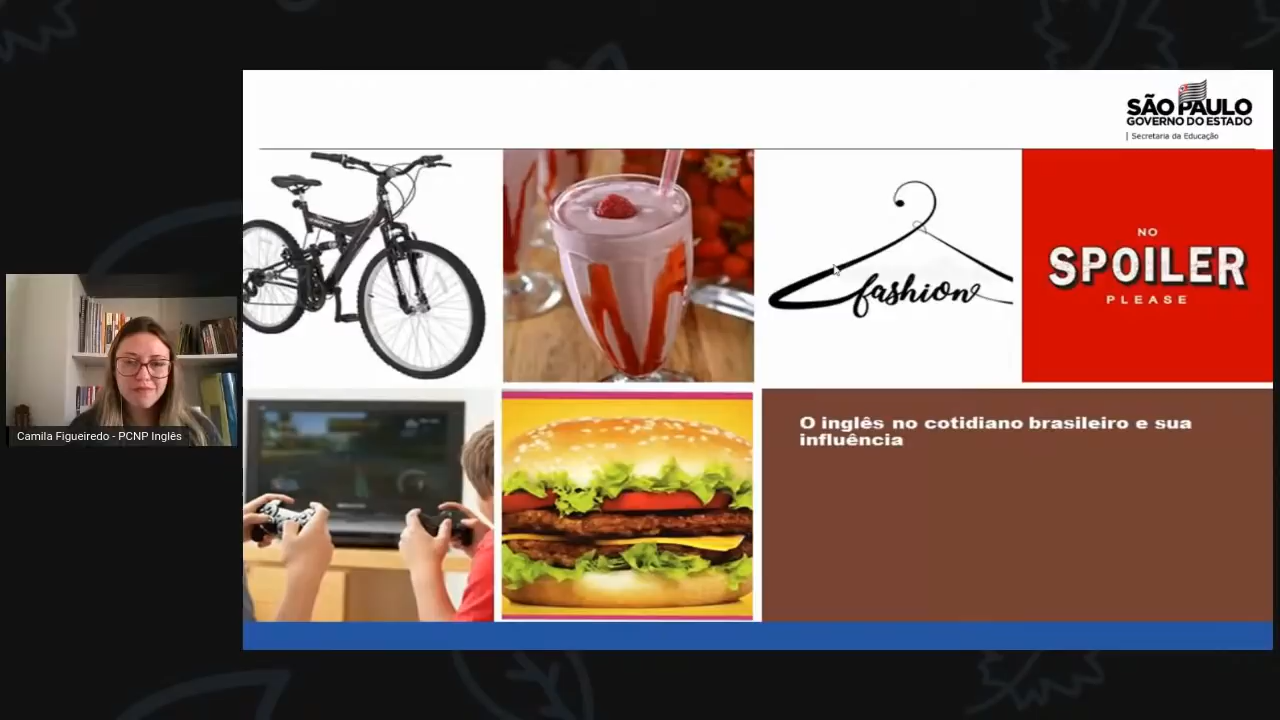 SÃO PAULO
GOVERNO DO ESTADO
Secretaria da Educação
fashion
NO
SPOILER
PLEASE
O inglês no cotidiano brasileiro e sua
influência
Camila Figueiredo - PCNP Inglês